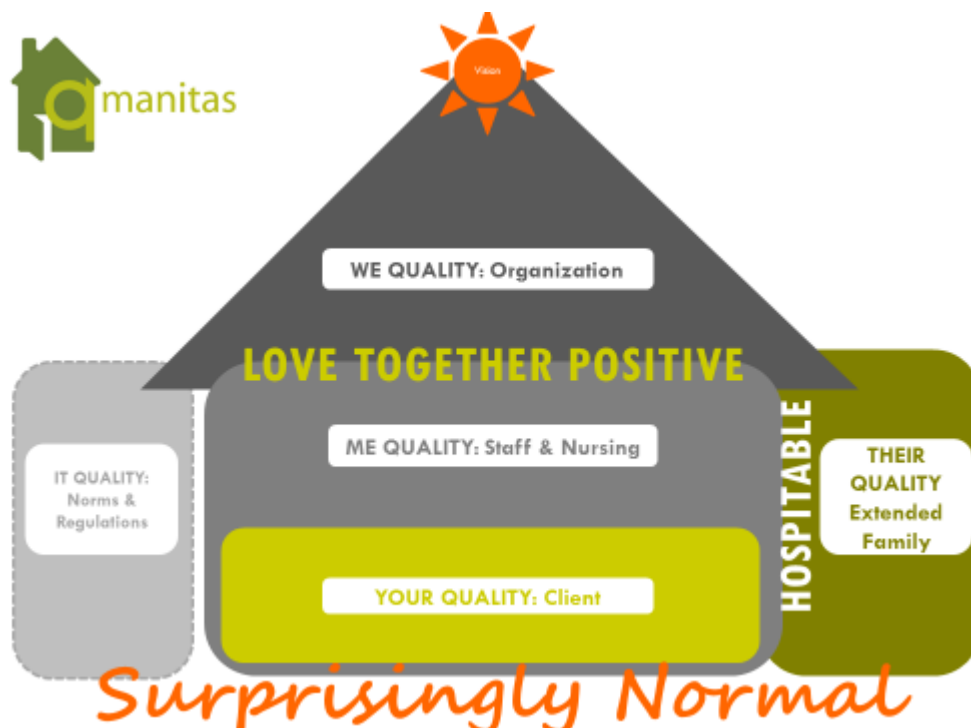 Vision
qmanitas
WE QUALITY: Organization
LOVE TOGETHER POSITIVE
ME QUALITY: Staff & Nursing
IT QUALITY:
Norms &
Regulations
HOSPITABLE
THEIR
QUALITY
Extended
Family
YOUR QUALITY: Client
Surprisingly Normal